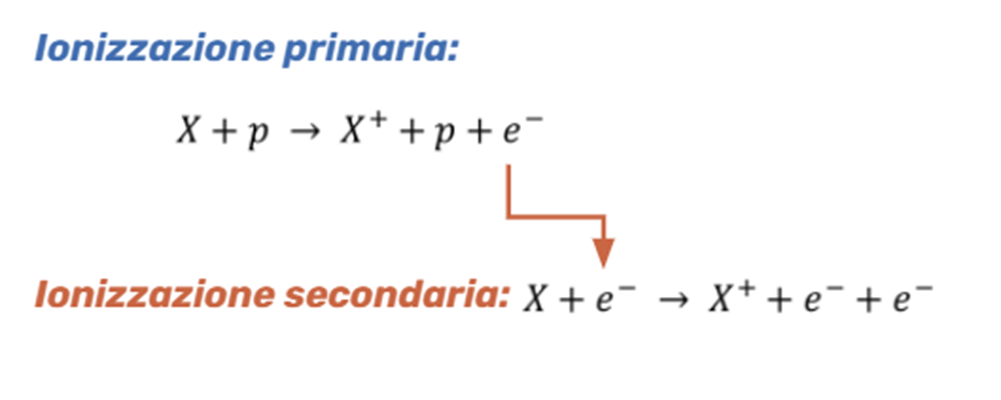 Ionizzazione primaria:
X + p → X⁺ + p + e⁻
Ionizzazione secondaria: X + e⁻ → X⁺ + e⁻ + e⁻